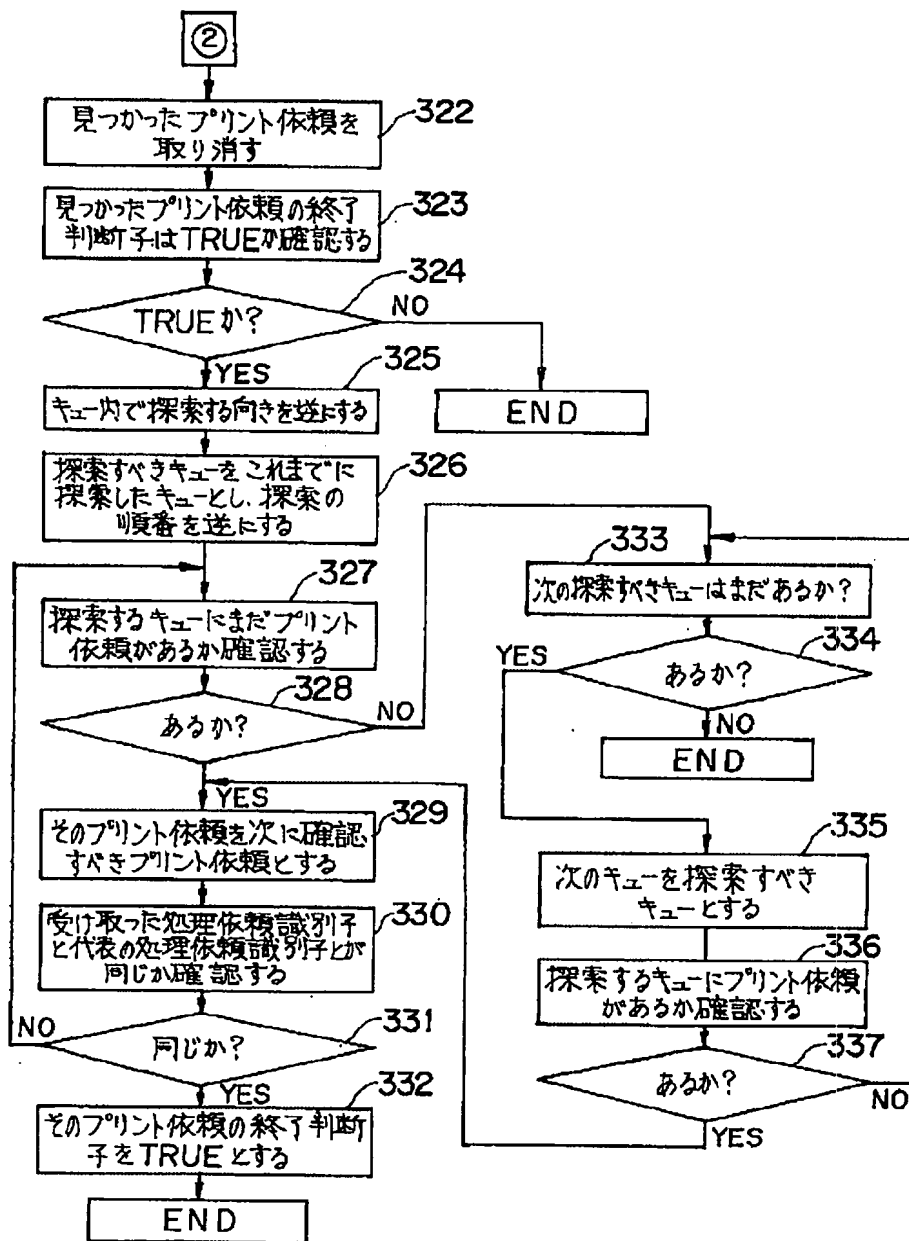 ②
322
見つかったプリント依頼を
取り消す
323
見つかったプリント依頼の終了
判断子はTRUEか確認する
324
TRUEか?
NO
YES
END
325
キュー内で探索する向きを逆にする
326
探索すべきキューをこれまでに
探索したキューとし、探索の
順番を逆にする
327
探索するキューにまだプリント
依頼があるか確認する
328
あるか?
NO
YES
329
そのプリント依頼を次に確認
すべきプリント依頼とする
330
受け取った処理依頼識別子
と代表の処理依頼識別子とが
同じか確認する
331
同じか?
NO
YES
332
そのプリント依頼の終了判断
子をTRUEとする
END
333
次の探索すべきキューはまだあるか?
334
あるか?
YES
NO
END
335
次のキューを探索すべき
キューとする
336
探索するキューにプリント依頼
があるか確認する
337
あるか?
NO
YES